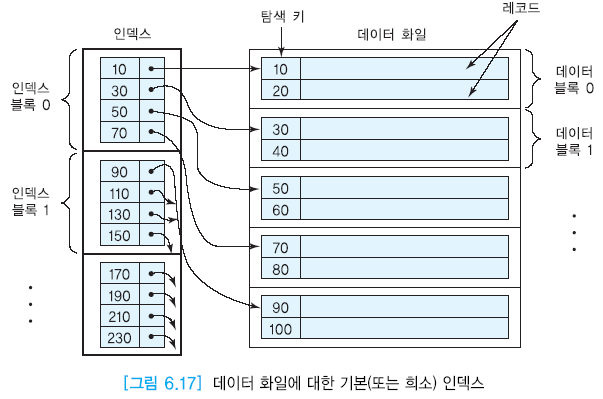 레코드
탐색 키
인덱스
데이터 화일
인덱스
블록 0
10
30
50
70
인덱스
블록 1
90
110
130
150
170
190
210
230
10
20
30
40
50
60
70
80
90
100
데이터
블록 0
데이터
블록 1
[그림 6.17] 데이터 화일에 대한 기본(또는 희소) 인덱스